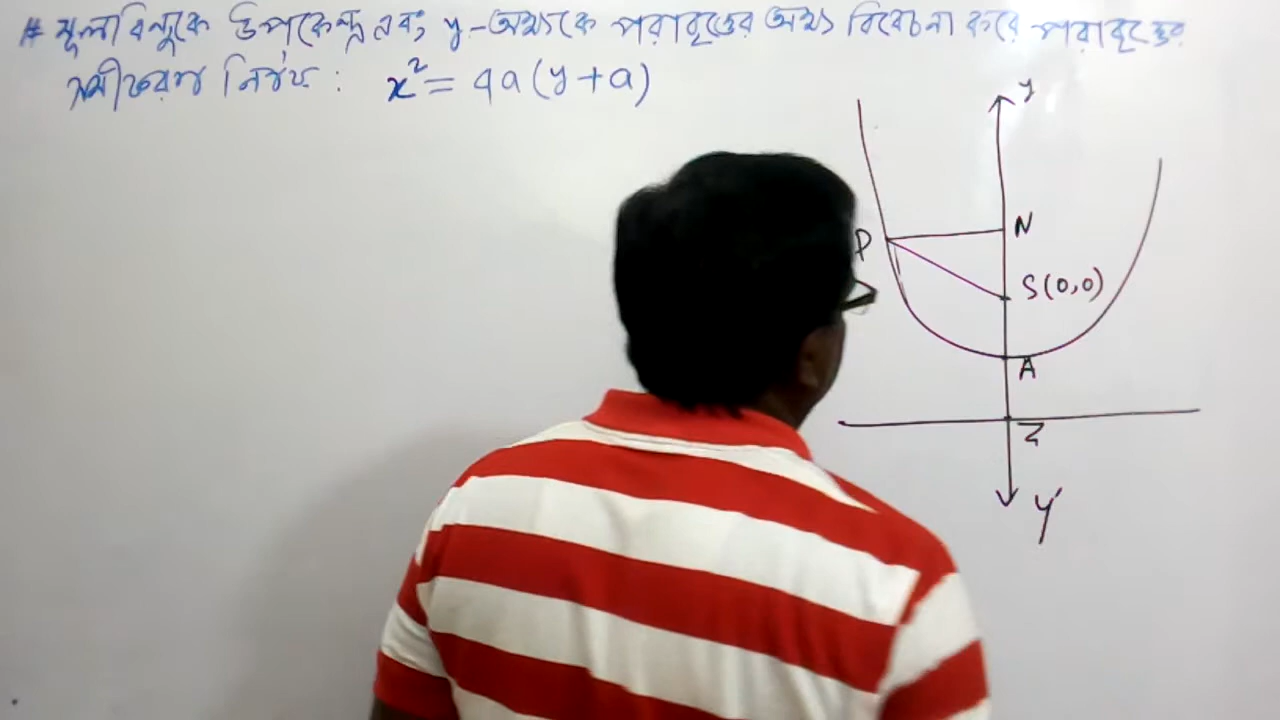 # মূলবিন্দুকে উপকেন্দ্র এবং y-অক্ষকে পরাবৃত্তের অক্ষ বিবেচনা করে পরাবৃত্তের
সমীকরণ নির্ণয় : x² = 4a(y+a)
y
P N
S(0,0)
A
Z
y'